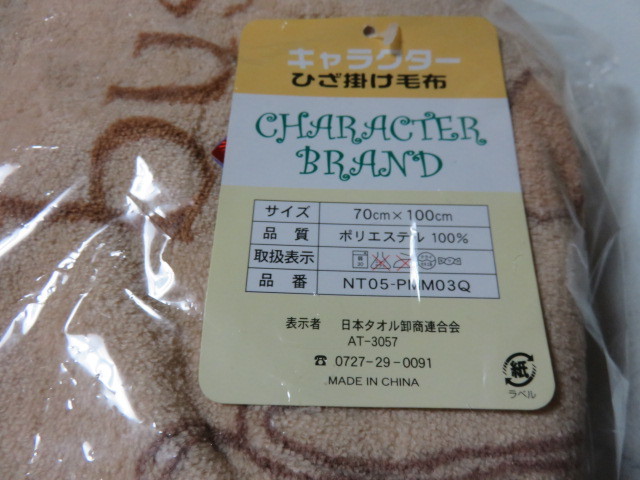 キャラクター
ひざ掛け毛布
CHARACTER
BRAND
サイズ 70cm×100cm
品質 ポリエステル 100%
取扱表示
品番
表示者 日本タオル卸商連合会
AT-3057
☎ 0727-29-0091
MADE IN CHINA
紙
ラベル